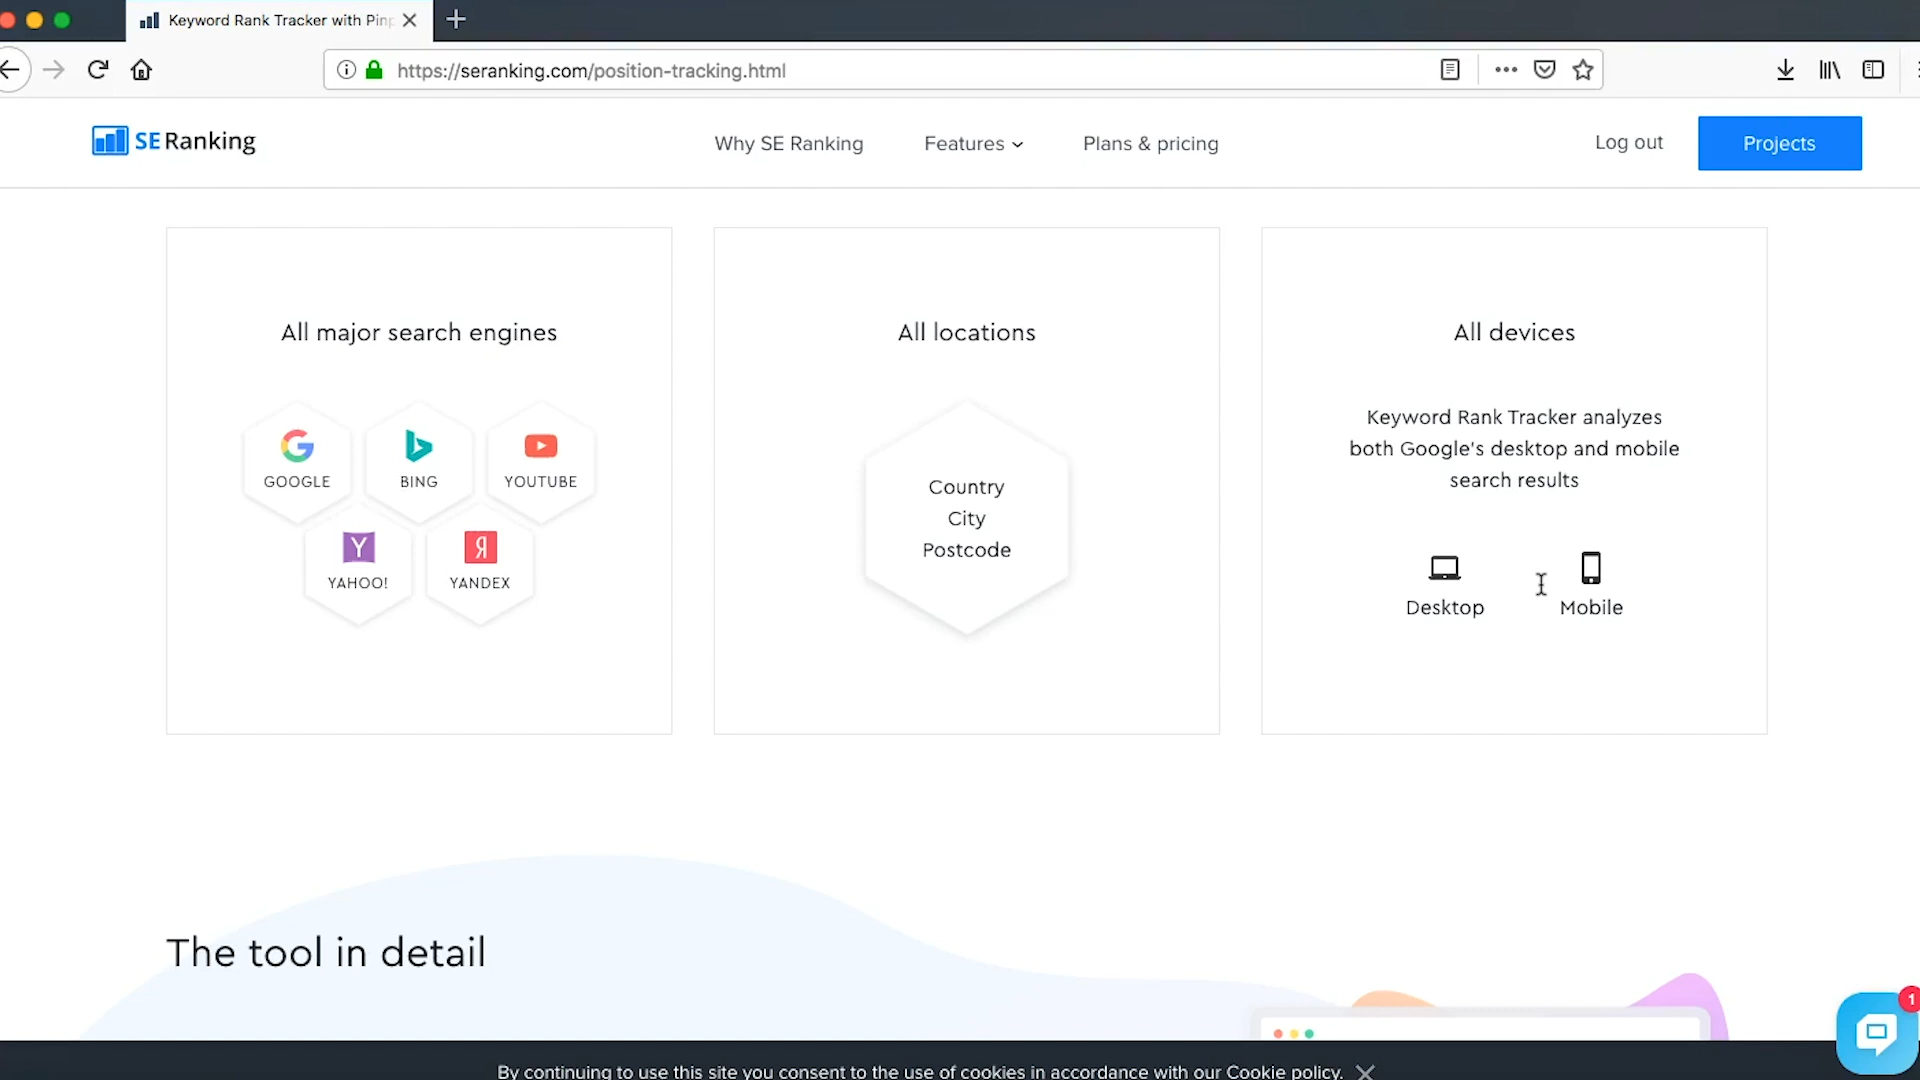 Keyword Rank Tracker with Pinp
https://seranking.com/position-tracking.html
SE Ranking
Why SE Ranking
Features
Plans & pricing
Log out
Projects
All major search engines
GOOGLE
BING
YOUTUBE
YAHOO!
YANDEX
All locations
Country
City
Postcode
All devices
Keyword Rank Tracker analyzes
both Google's desktop and mobile
search results
Desktop
Mobile
The tool in detail
1
By continuing to use this site you consent to the use of cookies in accordance with our Cookie policy.